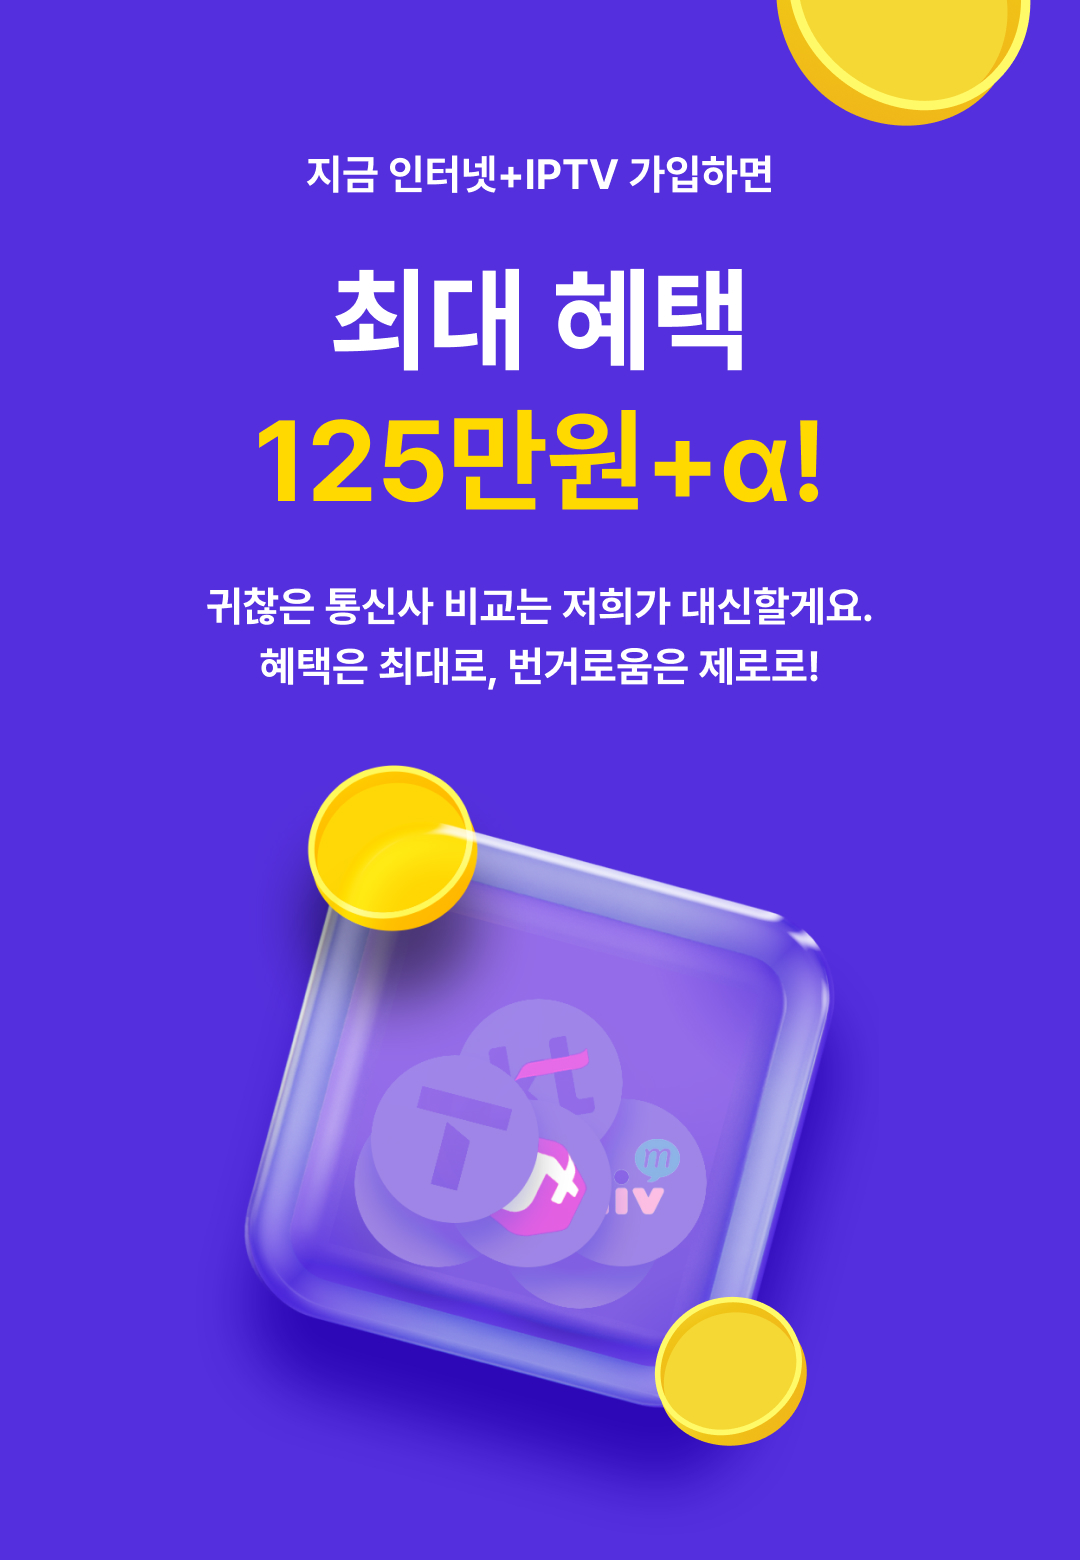 지금 인터넷+IPTV 가입하면
최대 혜택
125만원+α!
귀찮은 통신사 비교는 저희가 대신할게요.
혜택은 최대로, 번거로움은 제로로!
kt
T
m
iv